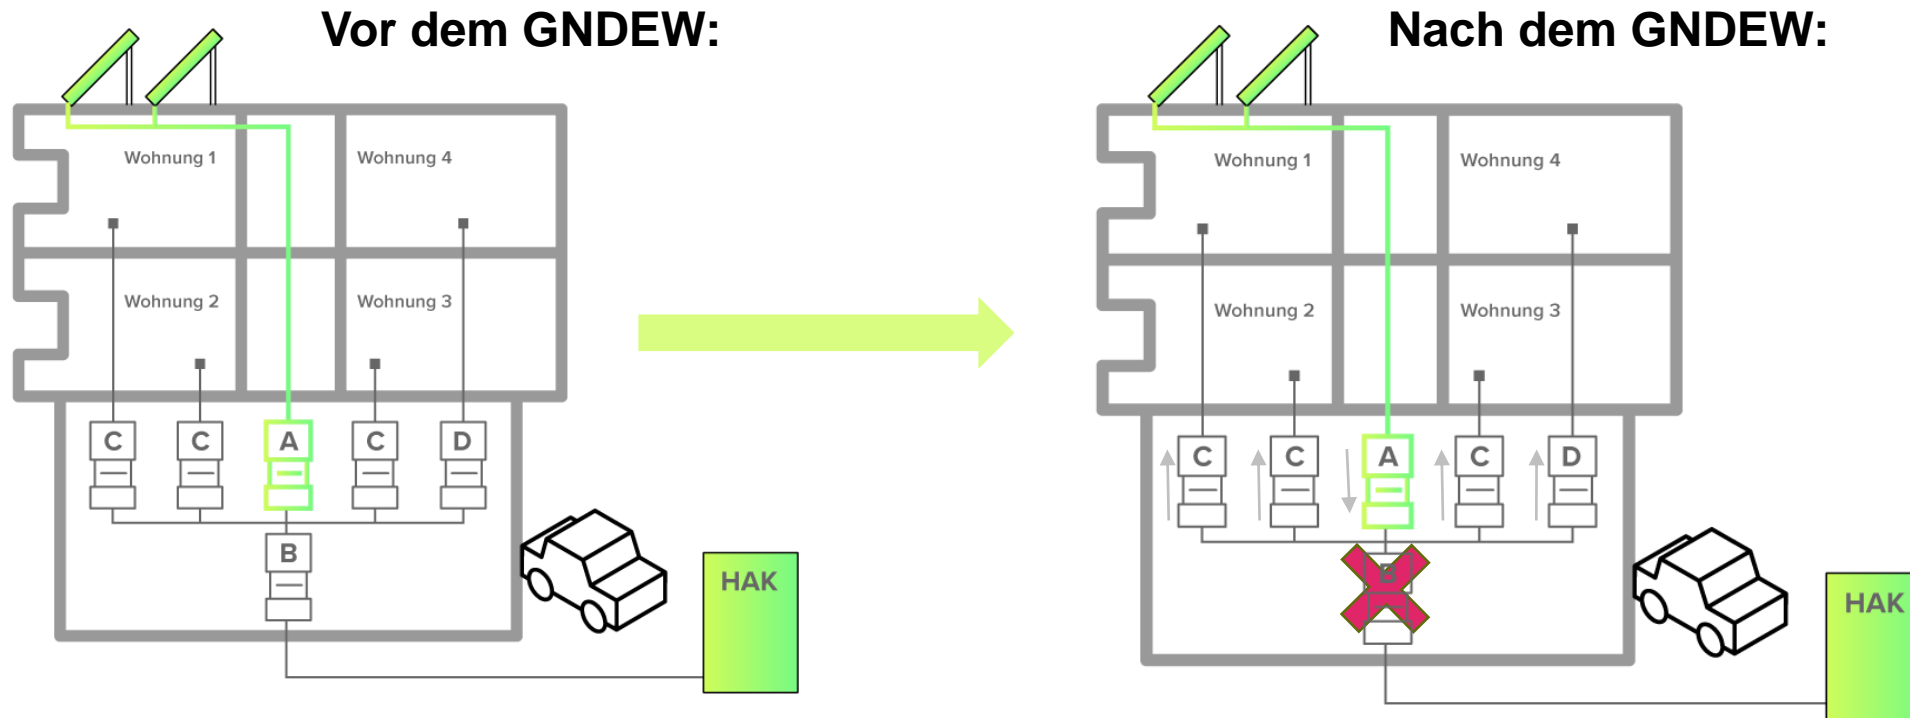 Vor dem GNDEW:
Wohnung 1
Wohnung 4
Wohnung 2
Wohnung 3
C
C
A
C
D
B
HAK
Nach dem GNDEW:
Wohnung 1
Wohnung 4
Wohnung 2
Wohnung 3
C
C
A
C
D
B
HAK